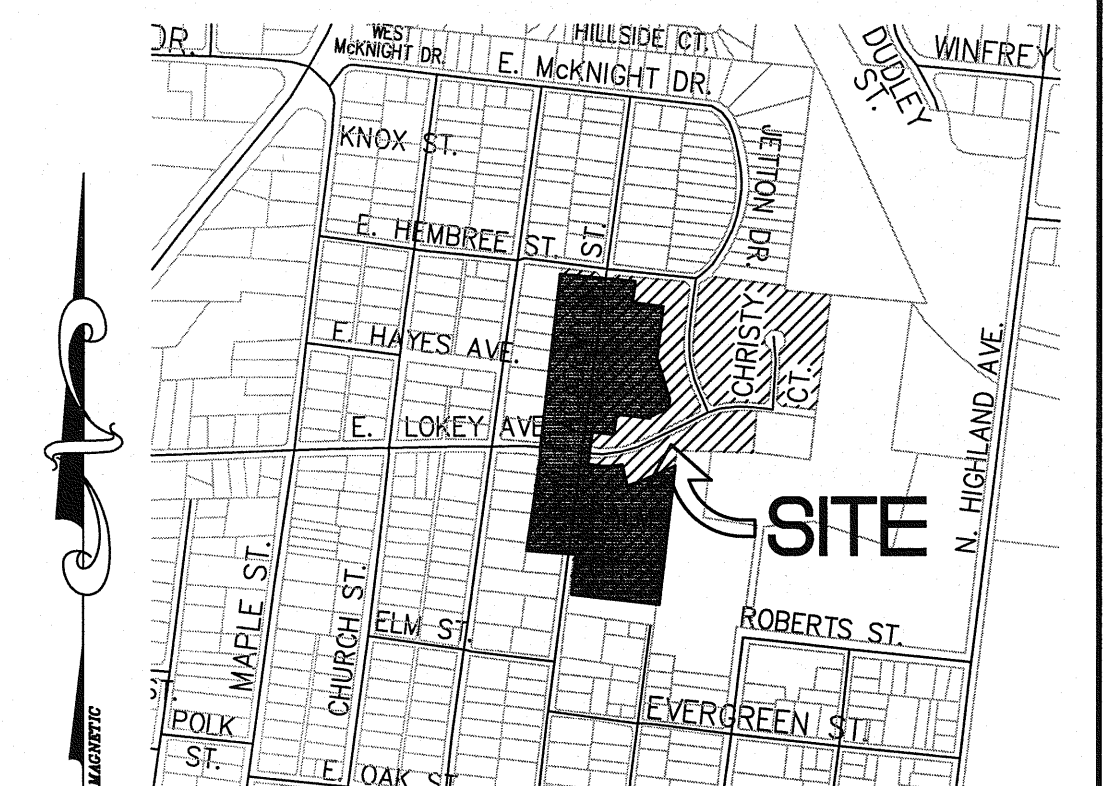 DR.
WEST
McKNIGHT DR.
HILLSIDE CT.
E. McKNIGHT DR.
DUDLEY
ST.
WINFREY
KNOX ST.
JETTON DR.
E. HEMBREE ST.
ST.
CHRISTY
CT.
E. HAYES AVE.
E. LOKEY AVE
N. HIGHLAND AVE.
SITE
MAPLE ST.
CHURCH ST.
ELM ST.
ROBERTS ST.
ST.
POLK
ST.
EVERGREEN ST.
E. OAK ST
MAGNETIC